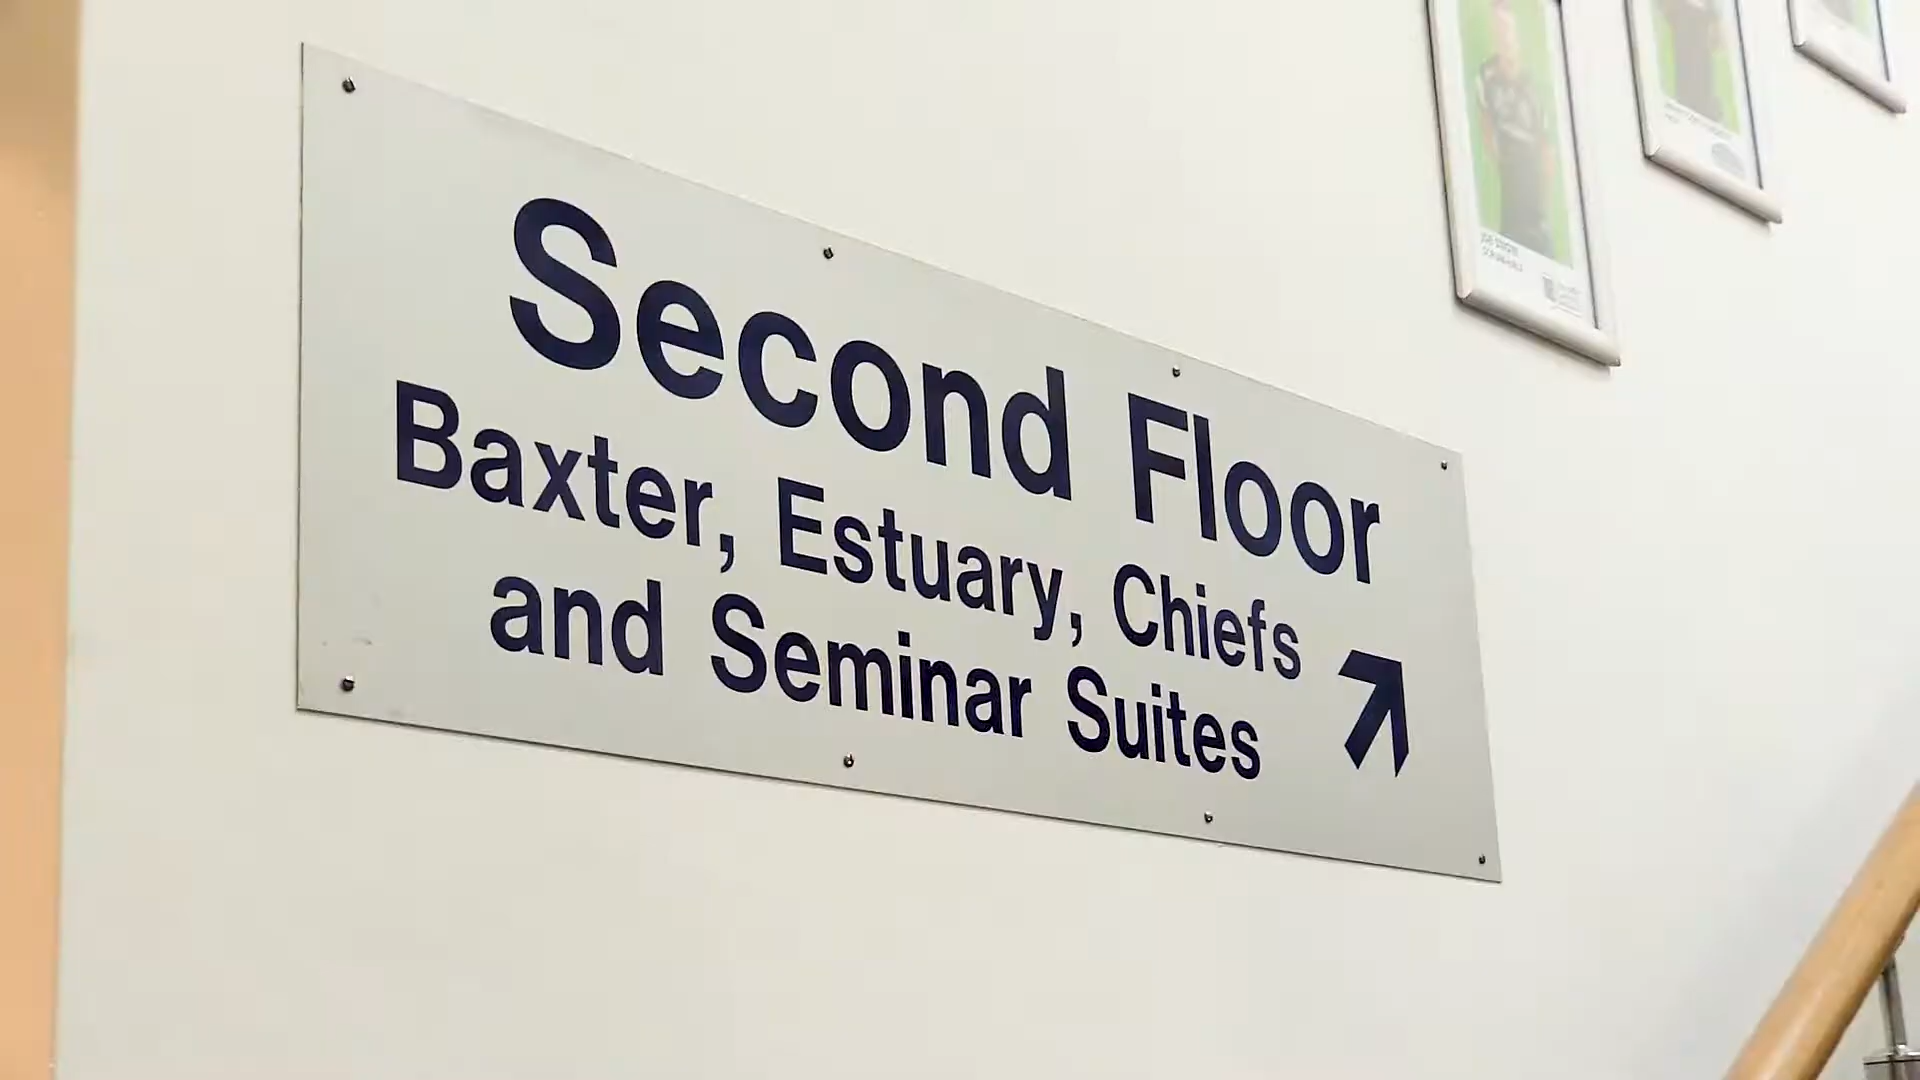 Second Floor
Baxter, Estuary, Chiefs
and Seminar Suites